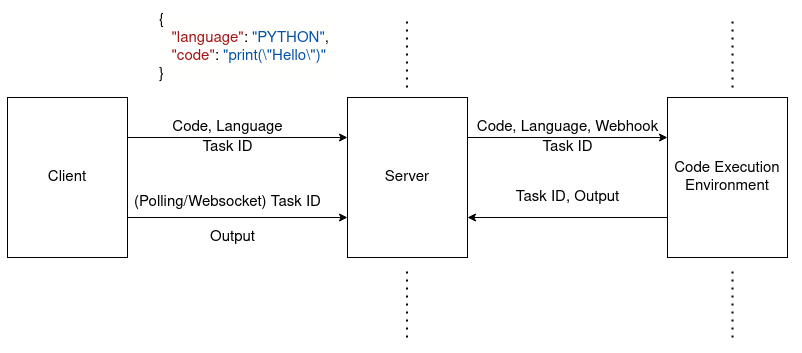 {
"language": "PYTHON",
"code": "print(\"Hello\")"
}
Code, Language
Task ID
Code, Language, Webhook
Task ID
Client
Server
Code Execution
Environment
(Polling/Websocket) Task ID
Output
Task ID, Output